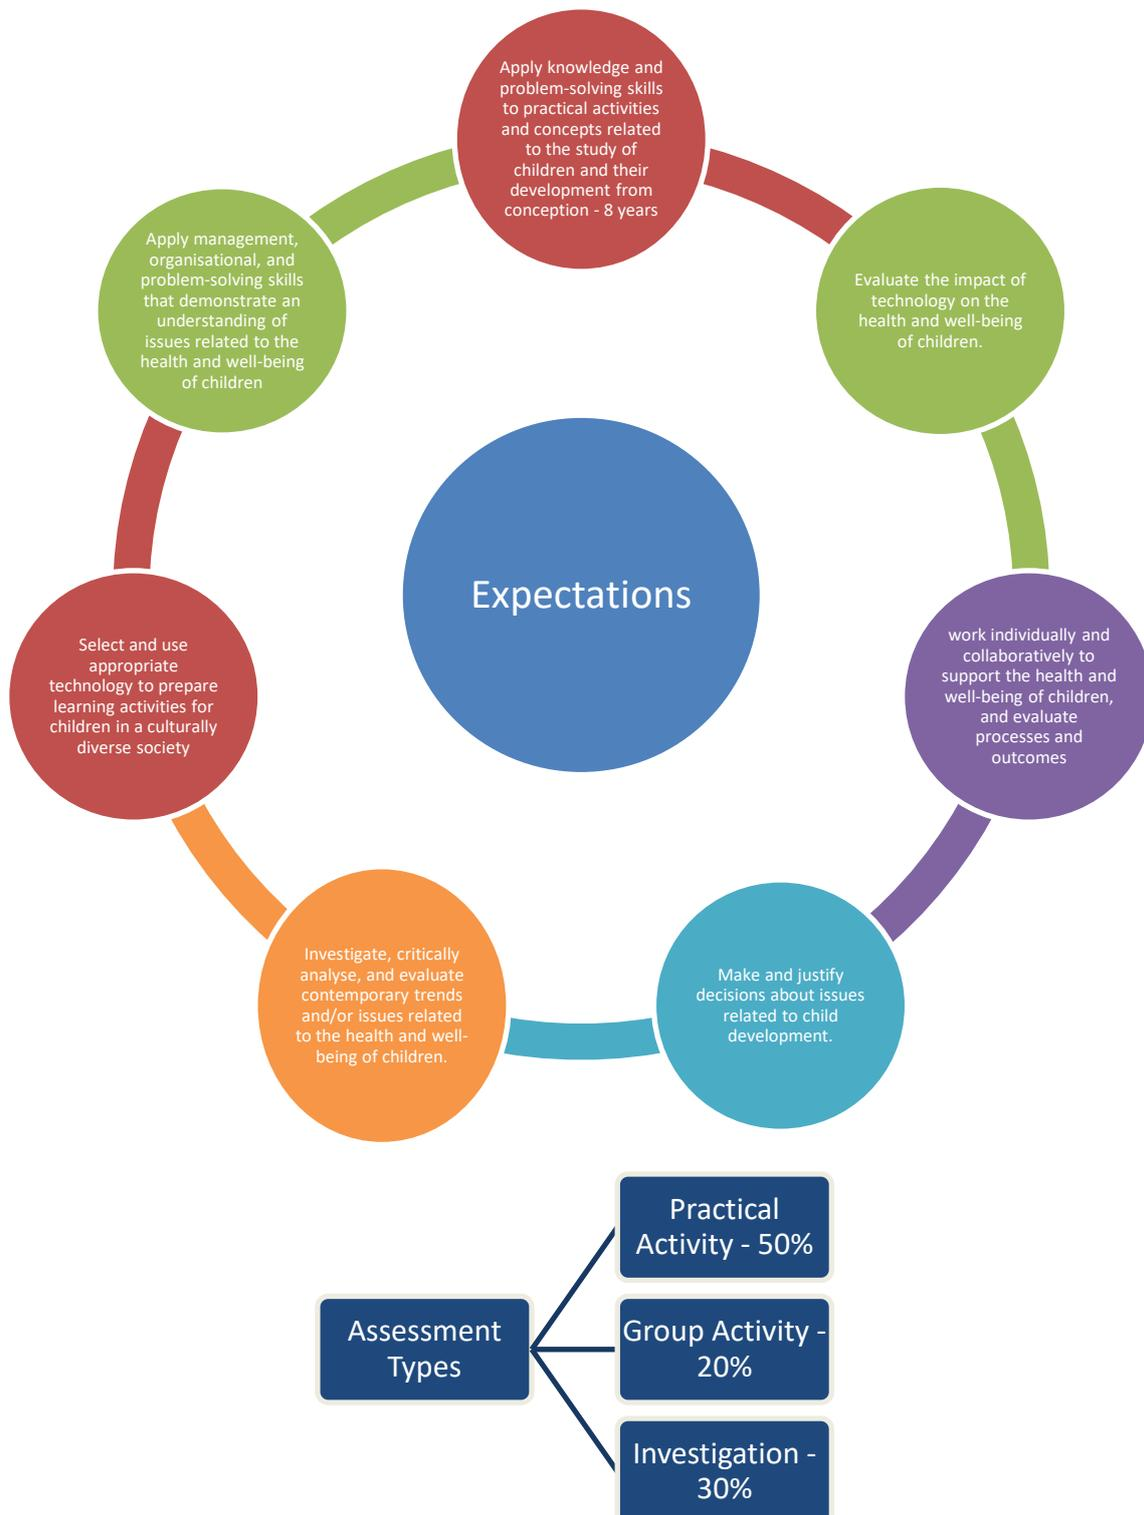 Apply knowledge and
problem-solving skills
to practical activities
and concepts related
to the study of
children and their
development from
conception - 8 years
Evaluate the impact of
technology on the
health and well-being
of children.
work individually and
collaboratively to
support the health and
well-being of children,
and evaluate
processes and
outcomes
Make and justify
decisions about issues
related to child
development.
Investigate, critically
analyse, and evaluate
contemporary trends
and/or issues related
to the health and well-
being of children.
Select and use
appropriate
technology to prepare
learning activities for
children in a culturally
diverse society
Apply management,
organisational, and
problem-solving skills
that demonstrate an
understanding of
issues related to the
health and well-being
of children
Expectations
Assessment
Types
Practical
Activity - 50%
Group Activity -
20%
Investigation -
30%